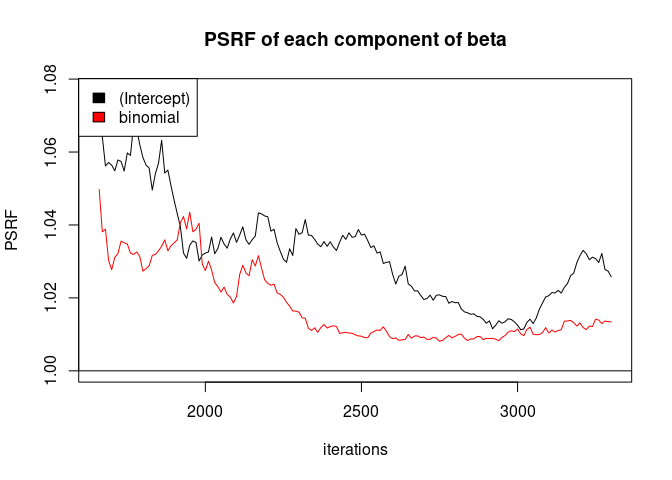 PSRF of each component of beta
(Intercept)
binomial
PSRF
1.00
1.02
1.04
1.06
1.08
2000
2500
3000
iterations